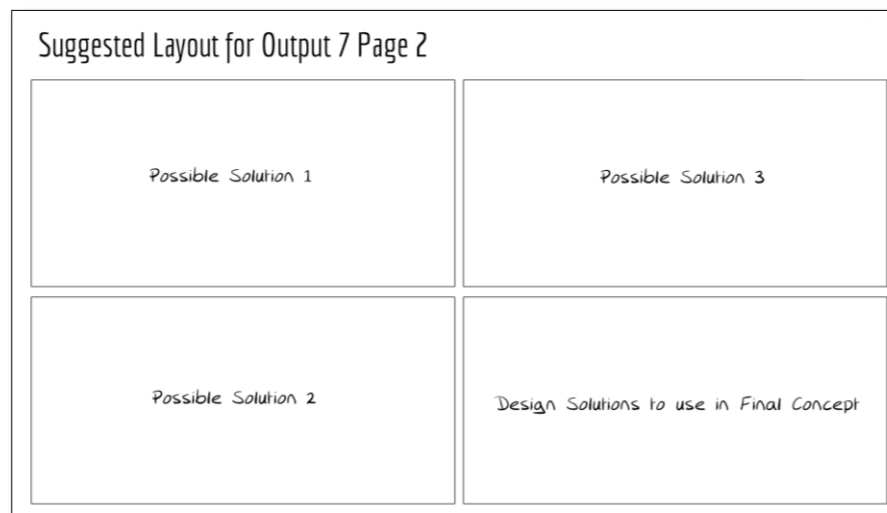 Suggested Layout for Output 7 Page 2
Possible Solution 1
Possible Solution 3
Possible Solution 2
Design Solutions to use in Final Concept